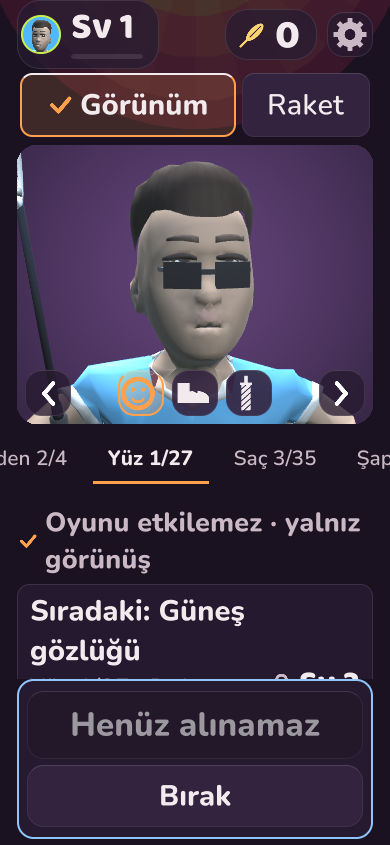 Sv 1
0
Görünüm
Raket
den 2/4
Yüz 1/27
Saç 3/35
Şap
Oyunu etkilemez · yalnız
görünüş
Sıradaki: Güneş
gözlüğü
Henüz alınamaz
Bırak